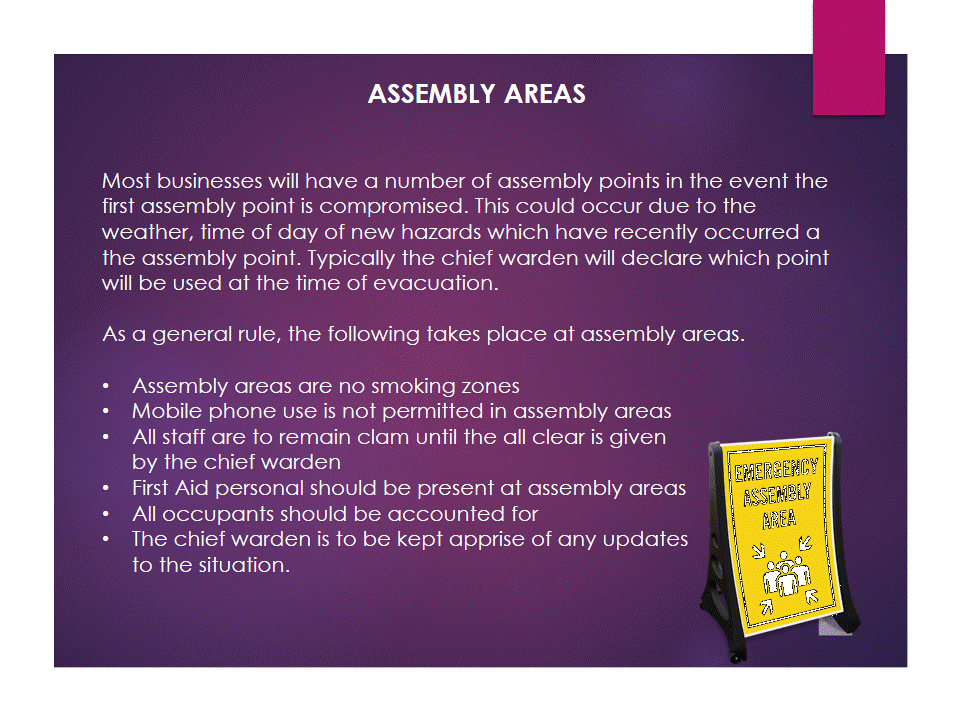 ASSEMBLY AREAS
Most businesses will have a number of assembly points in the event the
first assembly point is compromised. This could occur due to the
weather, time of day of new hazards which have recently occurred a
the assembly point. Typically the chief warden will declare which point
will be used at the time of evacuation.
As a general rule, the following takes place at assembly areas.
• Assembly areas are no smoking zones
• Mobile phone use is not permitted in assembly areas
• All staff are to remain clam until the all clear is given
by the chief warden
• First Aid personal should be present at assembly areas
• All occupants should be accounted for
• The chief warden is to be kept apprise of any updates
to the situation.
EMERGENCY
ASSEMBLY
AREA